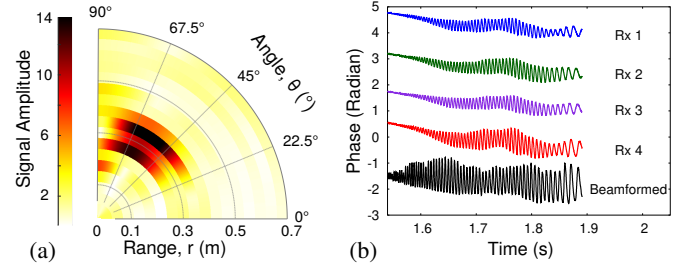 14
10
6
4
2
Signal Amplitude
90°
67.5°
45°
22.5°
0°
Angle, θ (°)
0
0.1
0.3
0.5
0.7
Range, r (m)
(a)
5
4
3
2
1
0
-1
-2
-3
Phase (Radian)
Rx 1
Rx 2
Rx 3
Rx 4
Beamformed
1.6
1.7
1.8
1.9
2
Time (s)
(b)